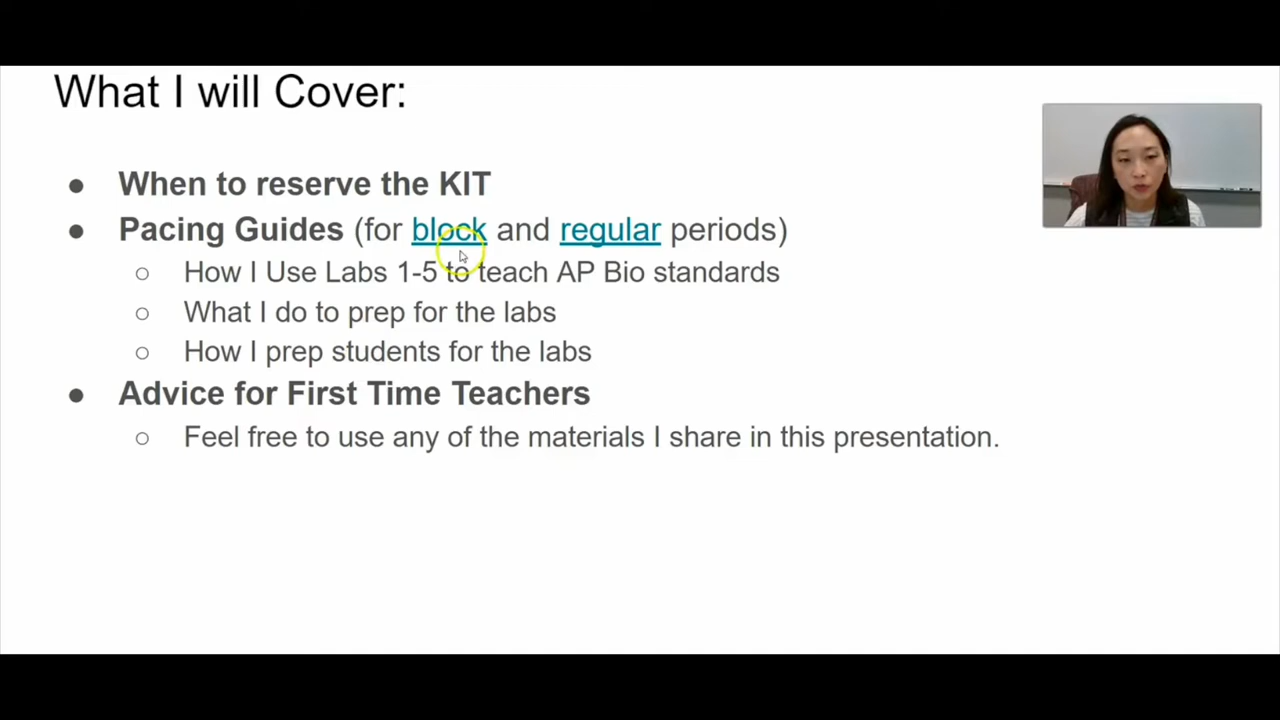 What I will Cover:
● When to reserve the KIT
● Pacing Guides (for block and regular periods)
○ How I Use Labs 1-5 to teach AP Bio standards
○ What I do to prep for the labs
○ How I prep students for the labs
● Advice for First Time Teachers
○ Feel free to use any of the materials I share in this presentation.